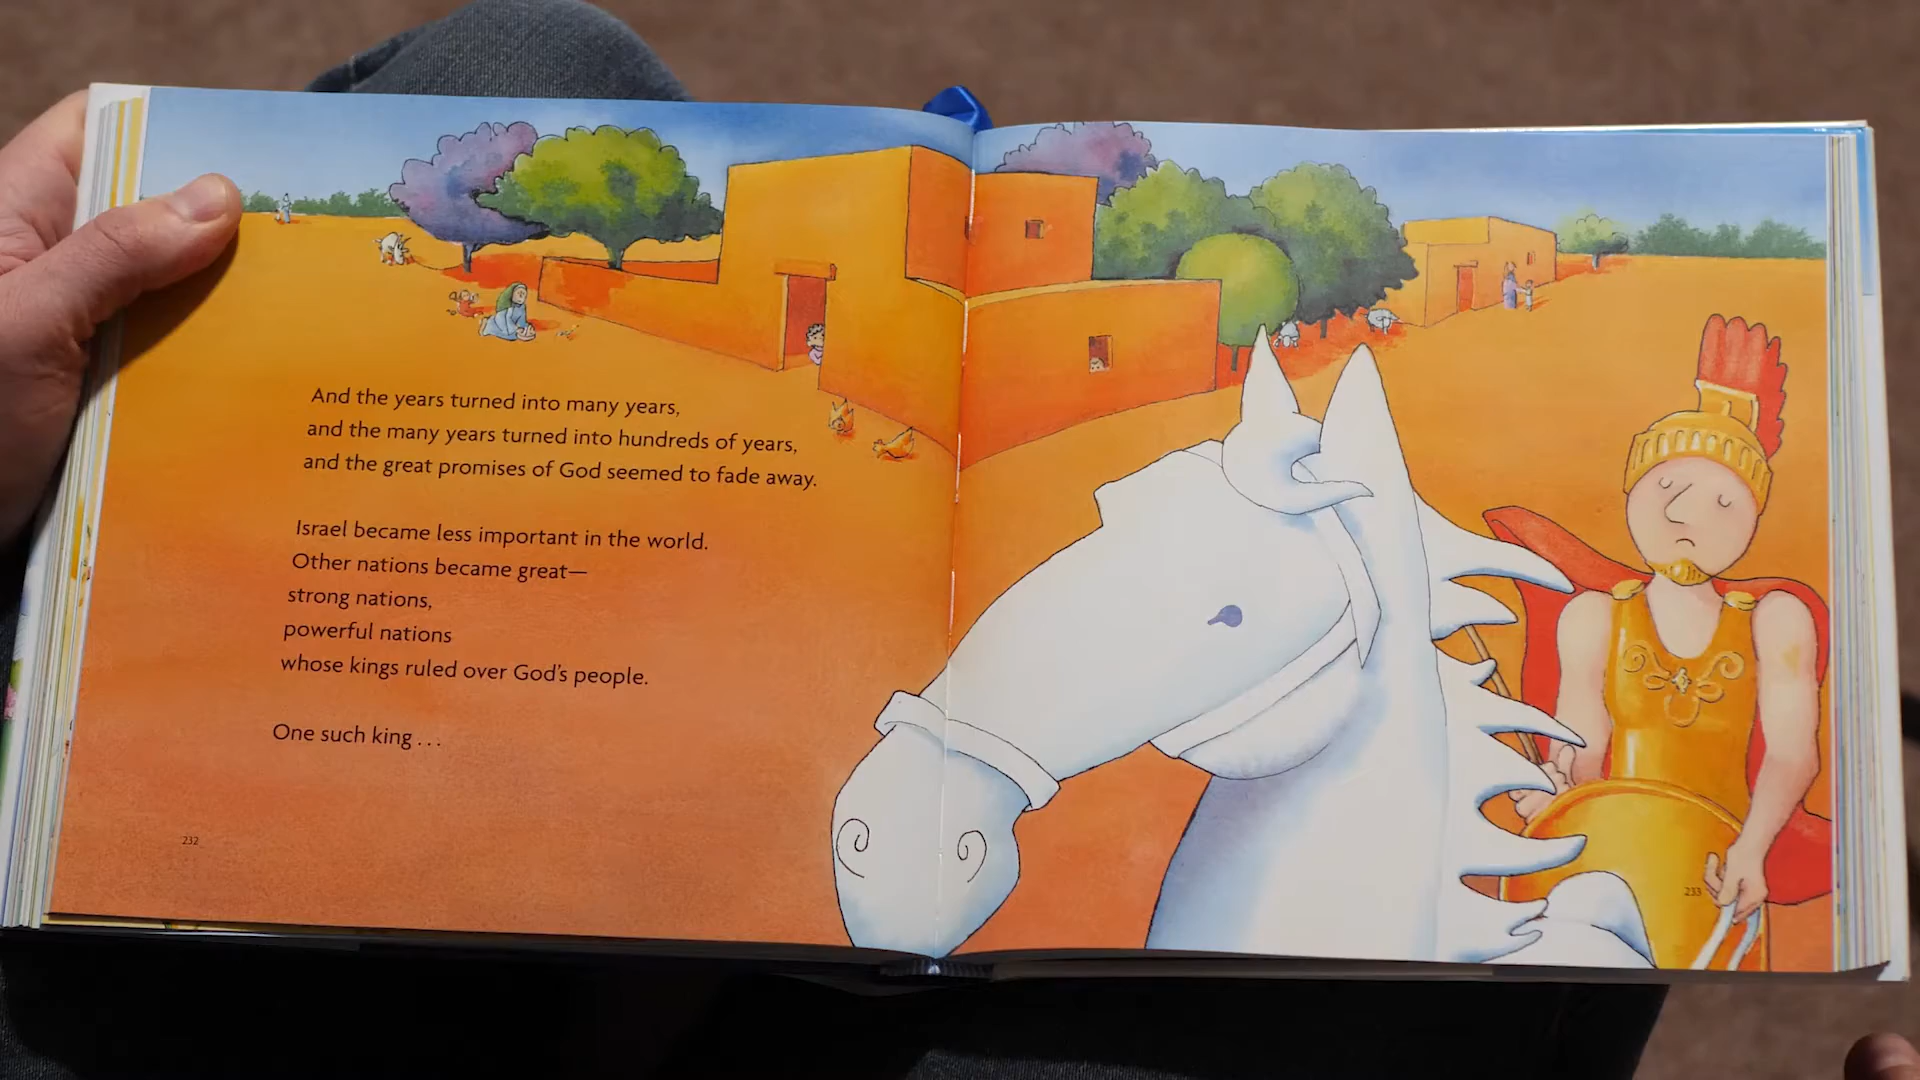 And the years turned into many years,
and the many years turned into hundreds of years,
and the great promises of God seemed to fade away.
Israel became less important in the world.
Other nations became great—
strong nations,
powerful nations
whose kings ruled over God's people.
One such king . . .
232
233